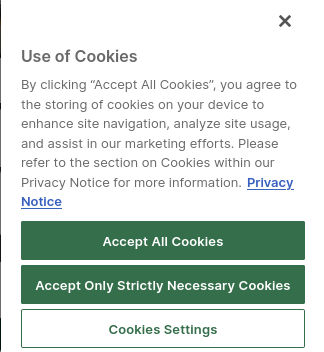 Use of Cookies
By clicking “Accept All Cookies”, you agree to
the storing of cookies on your device to
enhance site navigation, analyze site usage,
and assist in our marketing efforts. Please
refer to the section on Cookies within our
Privacy Notice for more information. Privacy
Notice
Accept All Cookies
Accept Only Strictly Necessary Cookies
Cookies Settings